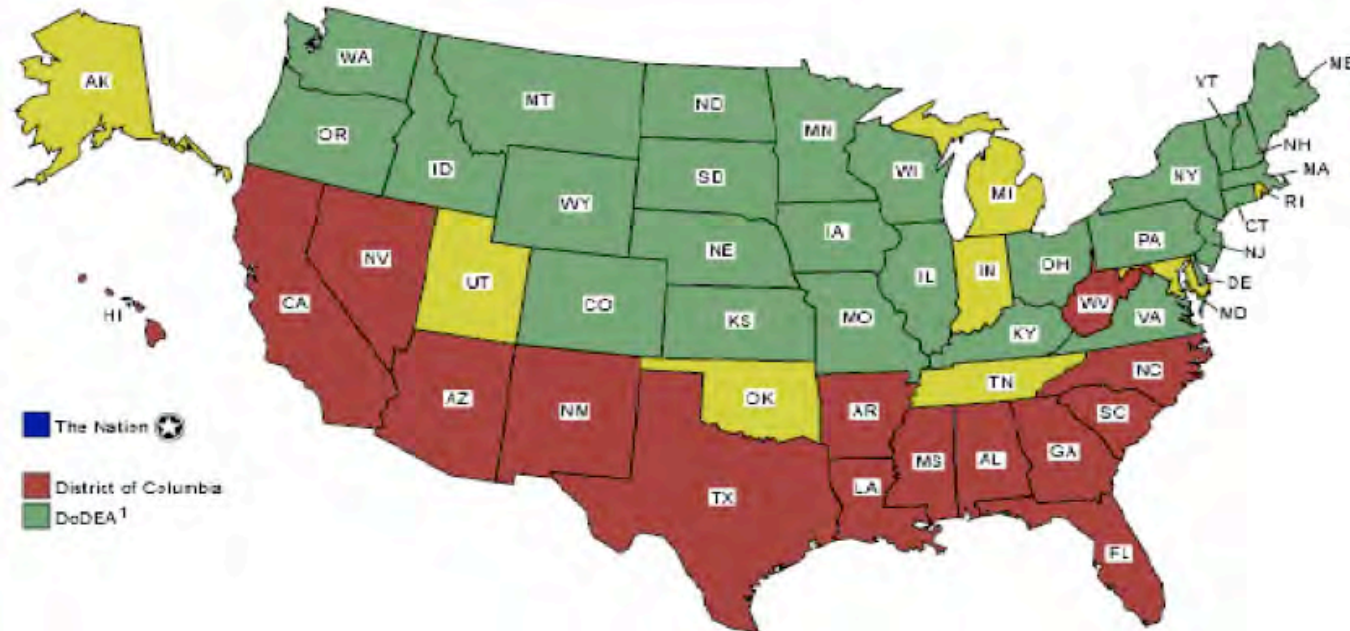 WA
ME
AK
VT
MT
ND
MN
OR
NH
ID
WI
NY
MA
SD
MI
RI
WY
CT
IA
PA
NE
NJ
NV
IL
IN
OH
UT
DE
CA
CO
WV
MD
HI
KS
MO
VA
KY
NC
TN
AZ
NM
OK
AR
SC
The Nation
MS
AL
GA
LA
District of Columbia
TX
DoDEA¹
FL